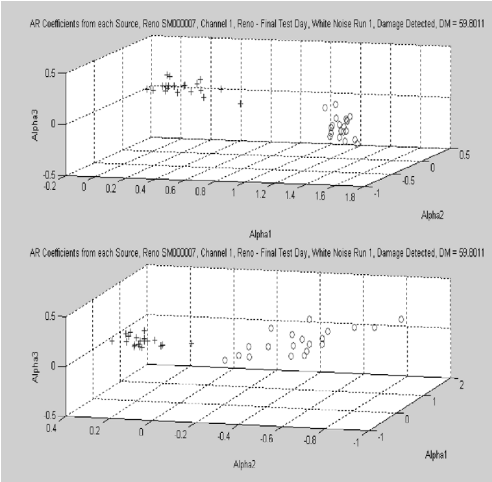 AR Coefficients from each Source, Reno SM000007, Channel 1, Reno - Final Test Day, White Noise Run 1, Damage Detected, DM = 59.8011
0.5
0
-0.5
Alpha3
-0.2 0 0.2 0.4 0.6 0.8 1 1.2 1.4 1.6 1.8
-1 -0.5 0 0.5
Alpha2
Alpha1
AR Coefficients from each Source, Reno SM000007, Channel 1, Reno - Final Test Day, White Noise Run 1, Damage Detected, DM = 59.8011
0.5
0
-0.5
Alpha3
0.4 0.2 0 -0.2 -0.4 -0.6 -0.8 -1
-1 0 1 2
Alpha1
Alpha2